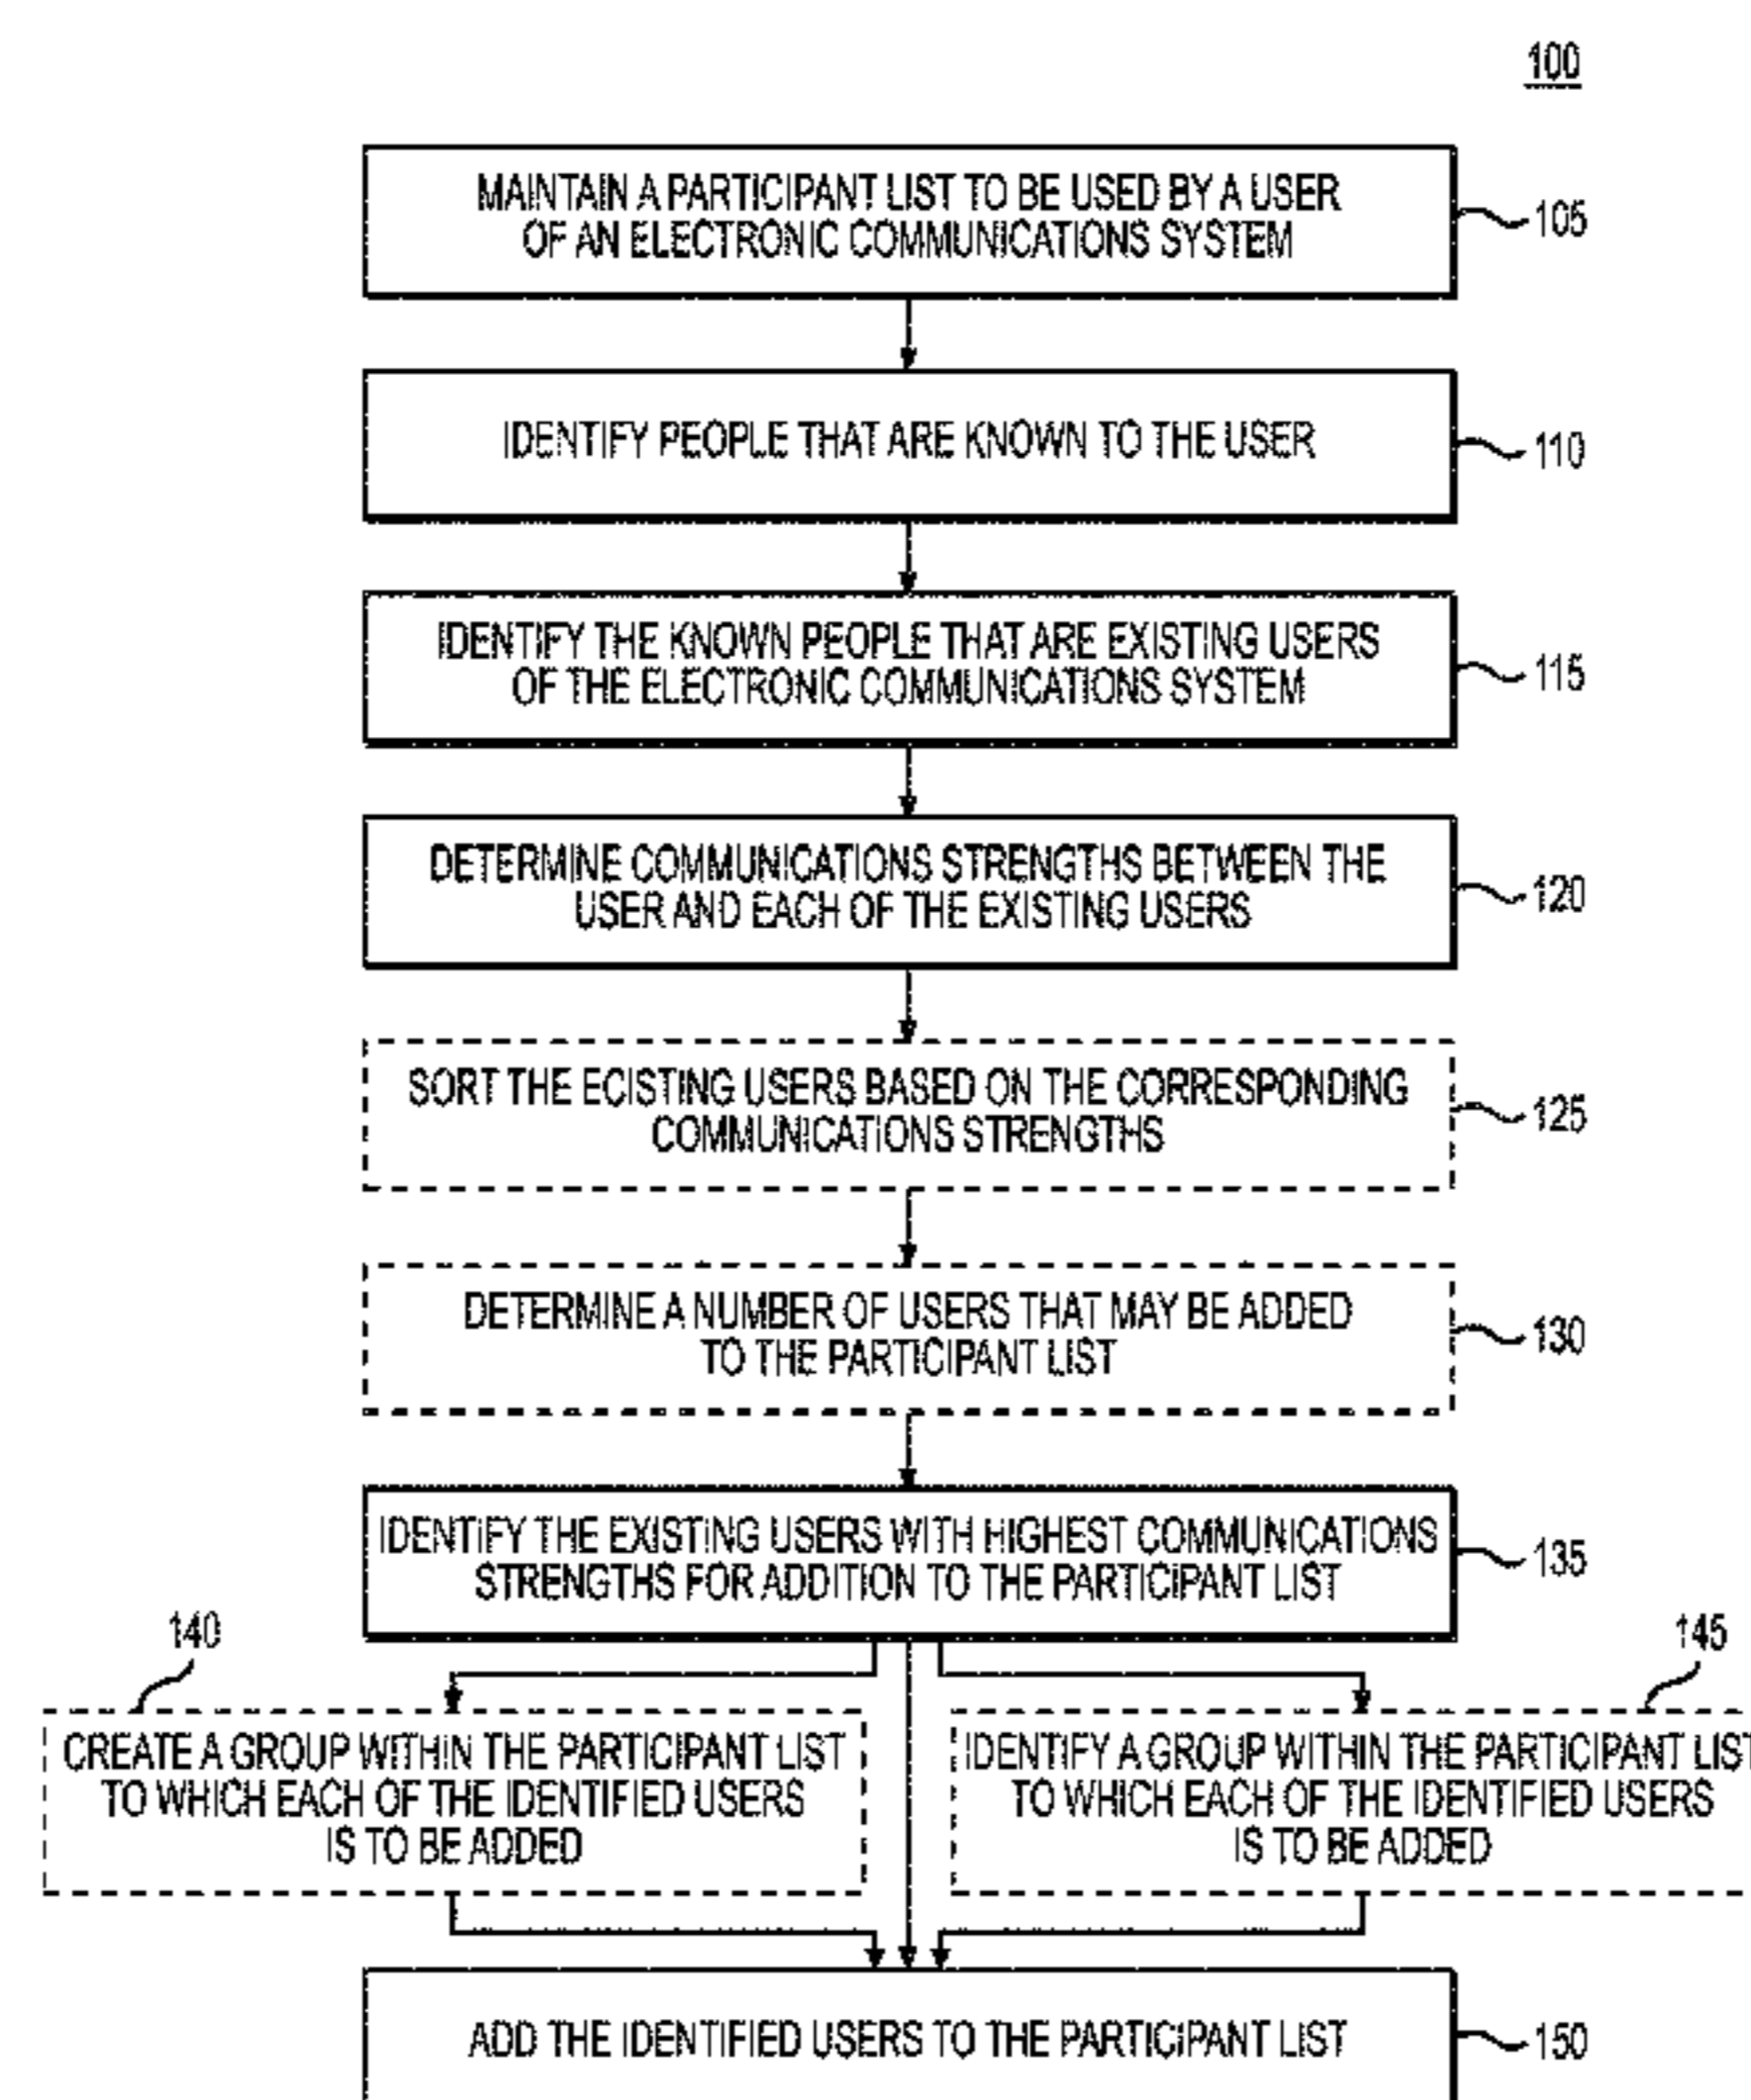 100
MAINTAIN A PARTICIPANT LIST TO BE USED BY A USER
OF AN ELECTRONIC COMMUNICATIONS SYSTEM
105
IDENTIFY PEOPLE THAT ARE KNOWN TO THE USER
110
IDENTIFY THE KNOWN PEOPLE THAT ARE EXISTING USERS
OF THE ELECTRONIC COMMUNICATIONS SYSTEM
115
DETERMINE COMMUNICATIONS STRENGTHS BETWEEN THE
USER AND EACH OF THE EXISTING USERS
120
SORT THE ECISTING USERS BASED ON THE CORRESPONDING
COMMUNICATIONS STRENGTHS
125
DETERMINE A NUMBER OF USERS THAT MAY BE ADDED
TO THE PARTICIPANT LIST
130
IDENTIFY THE EXISTING USERS WITH HIGHEST COMMUNICATIONS
STRENGTHS FOR ADDITION TO THE PARTICIPANT LIST
135
140
CREATE A GROUP WITHIN THE PARTICIPANT LIST
TO WHICH EACH OF THE IDENTIFIED USERS
IS TO BE ADDED
145
IDENTIFY A GROUP WITHIN THE PARTICIPANT LIST
TO WHICH EACH OF THE IDENTIFIED USERS
IS TO BE ADDED
ADD THE IDENTIFIED USERS TO THE PARTICIPANT LIST
150